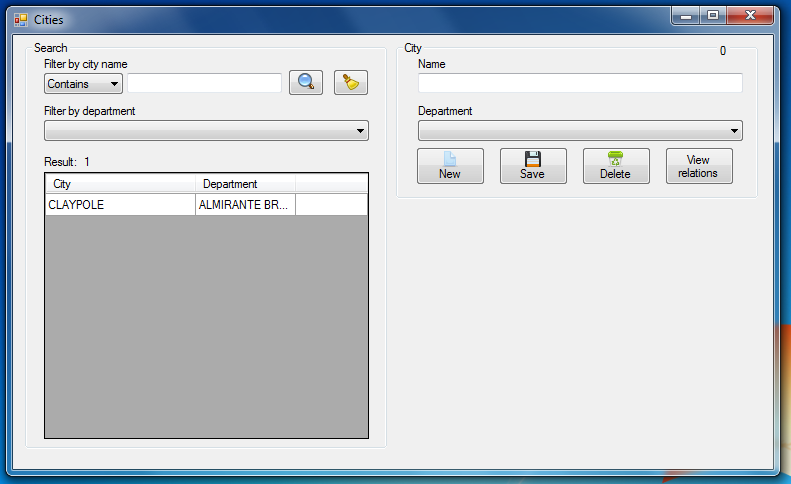 Cities
Search
Filter by city name
Contains
Filter by department
Result: 1
City Department
CLAYPOLE ALMIRANTE BR...
City 0
Name
Department
New
Save
Delete
View
relations